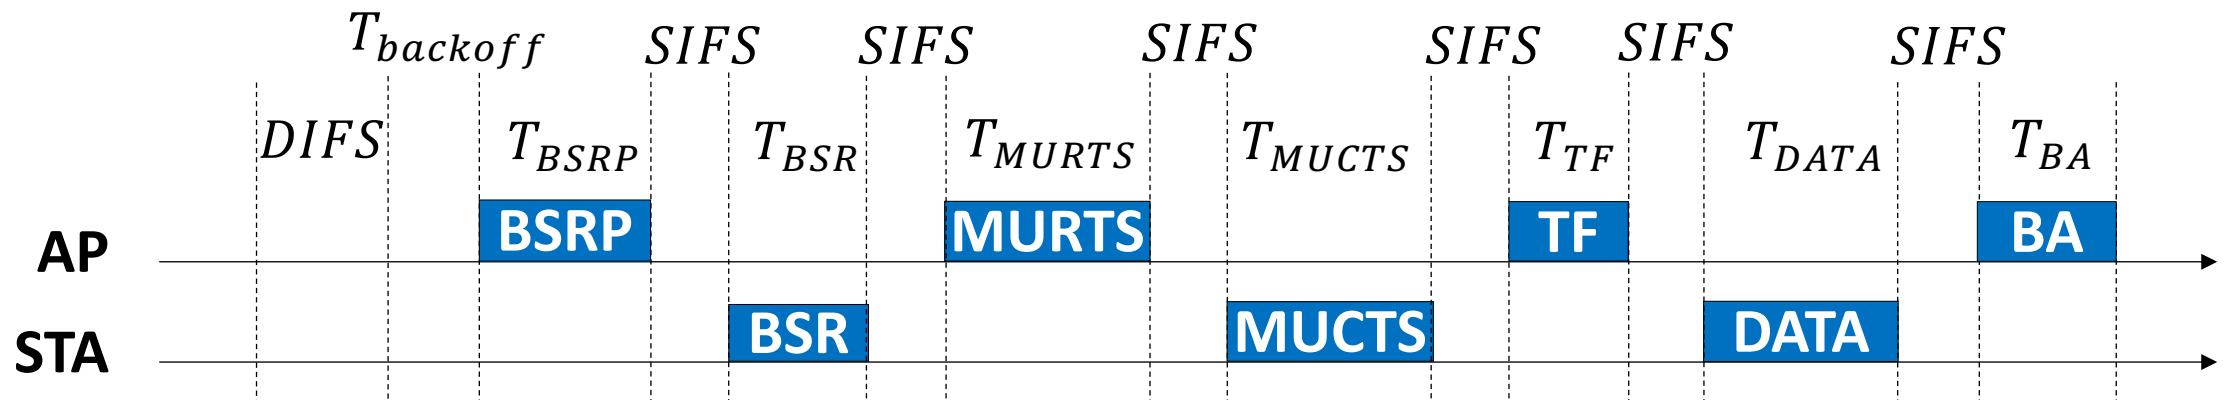 T_backoff SIFS SIFS SIFS SIFS SIFS SIFS
DIFS T_BSRP T_BSR T_MURTS T_MUCTS T_TF T_DATA T_BA
AP BSRP MURTS TF BA
STA BSR MUCTS DATA